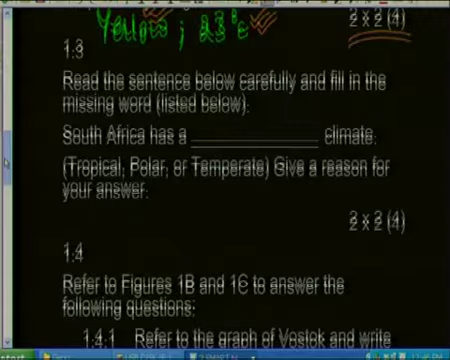 Yellow ; 23°c
2 x 2 (4)
1.3
Read the sentence below carefully and fill in the
missing word (listed below).
South Africa has a ________________ climate.
(Tropical, Polar, or Temperate) Give a reason for
your answer.
2 x 2 (4)
1.4
Refer to Figures 1B and 1C to answer the
following questions:
1.4.1 Refer to the graph of Vostok and write